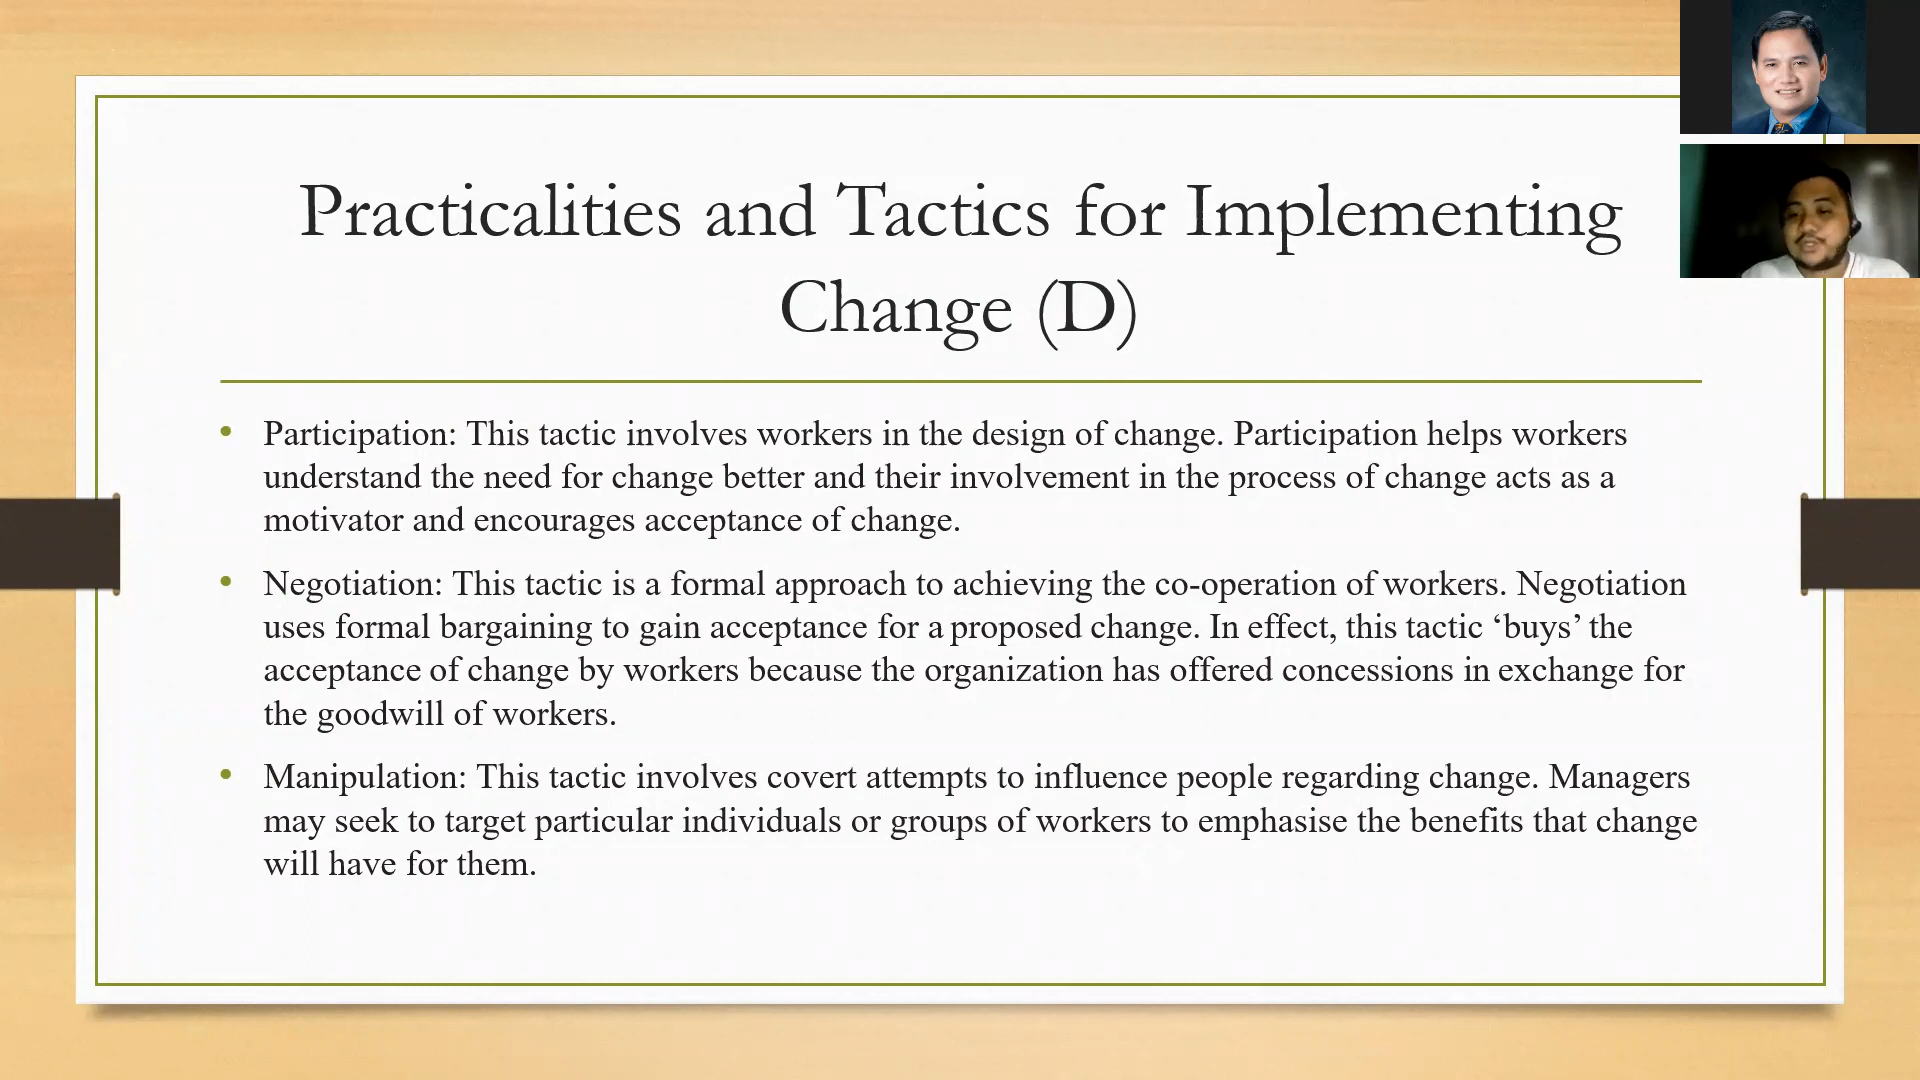 Practicalities and Tactics for Implementing
Change (D)
• Participation: This tactic involves workers in the design of change. Participation helps workers
understand the need for change better and their involvement in the process of change acts as a
motivator and encourages acceptance of change.
• Negotiation: This tactic is a formal approach to achieving the co-operation of workers. Negotiation
uses formal bargaining to gain acceptance for a proposed change. In effect, this tactic ‘buys’ the
acceptance of change by workers because the organization has offered concessions in exchange for
the goodwill of workers.
• Manipulation: This tactic involves covert attempts to influence people regarding change. Managers
may seek to target particular individuals or groups of workers to emphasise the benefits that change
will have for them.